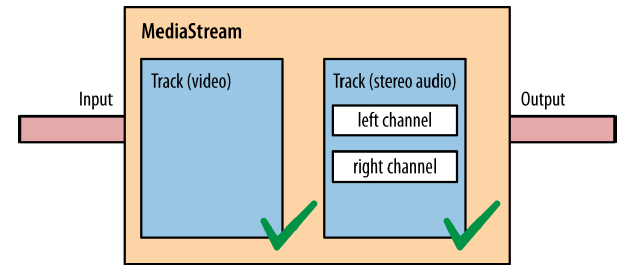 MediaStream
Track (video)
Track (stereo audio)
Input
Output
left channel
right channel